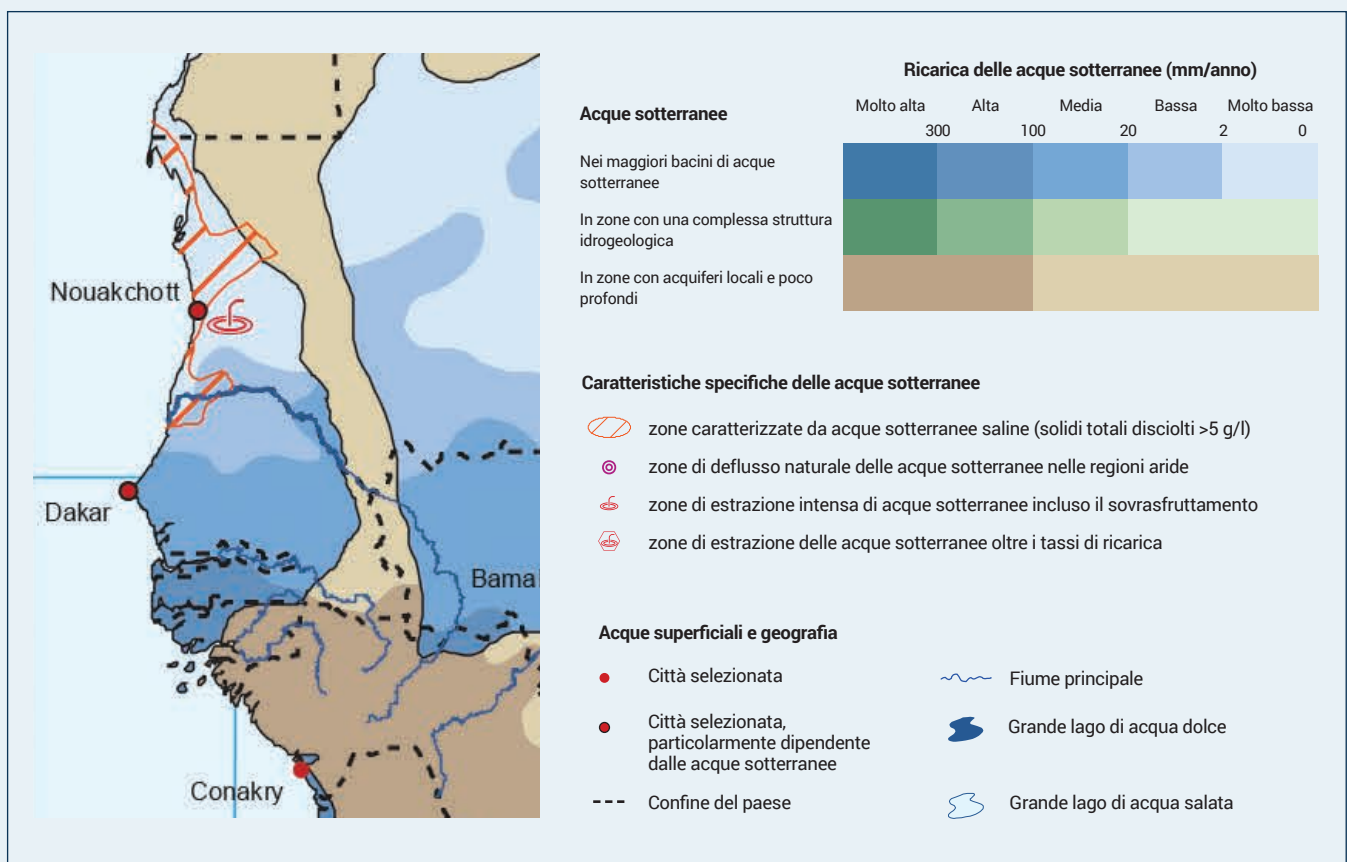 Nouakchott
Dakar
Bama
Conakry
Ricarica delle acque sotterranee (mm/anno)
Acque sotterranee
Molto alta Alta Media Bassa Molto bassa
300 100 20 2 0
Nei maggiori bacini di acque
sotterranee
In zone con una complessa struttura
idrogeologica
In zone con acquiferi locali e poco
profondi
Caratteristiche specifiche delle acque sotterranee
zone caratterizzate da acque sotterranee saline (solidi totali disciolti >5 g/l)
zone di deflusso naturale delle acque sotterranee nelle regioni aride
zone di estrazione intensa di acque sotterranee incluso il sovrasfruttamento
zone di estrazione delle acque sotterranee oltre i tassi di ricarica
Acque superficiali e geografia
Città selezionata
Città selezionata,
particolarmente dipendente
dalle acque sotterranee
Confine del paese
Fiume principale
Grande lago di acqua dolce
Grande lago di acqua salata